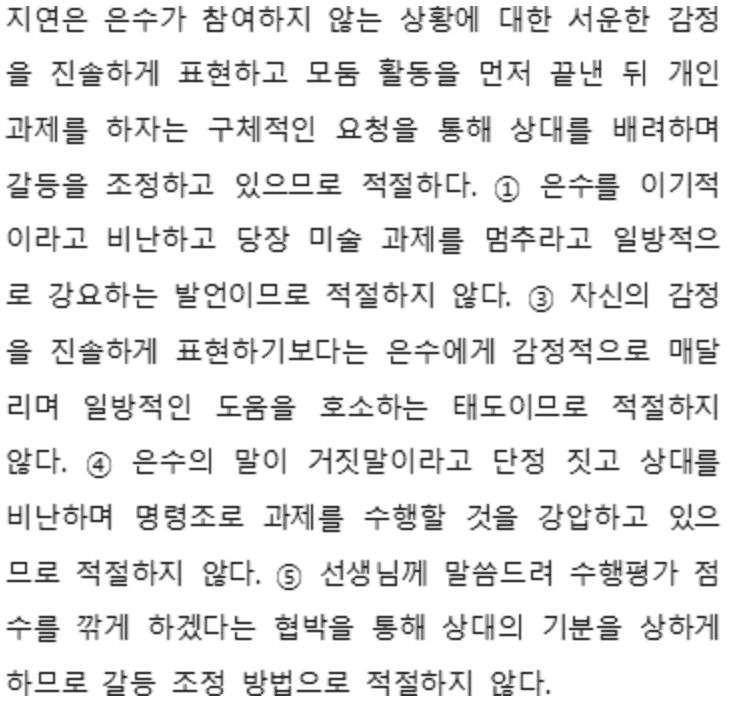 지연은 은수가 참여하지 않는 상황에 대한 서운한 감정
을 진솔하게 표현하고 모둠 활동을 먼저 끝낸 뒤 개인
과제를 하자는 구체적인 요청을 통해 상대를 배려하며
갈등을 조정하고 있으므로 적절하다. ① 은수를 이기적
이라고 비난하고 당장 미술 과제를 멈추라고 일방적으
로 강요하는 발언이므로 적절하지 않다. ③ 자신의 감정
을 진솔하게 표현하기보다는 은수에게 감정적으로 매달
리며 일방적인 도움을 호소하는 태도이므로 적절하지
않다. ④ 은수의 말이 거짓말이라고 단정 짓고 상대를
비난하며 명령조로 과제를 수행할 것을 강압하고 있으
므로 적절하지 않다. ⑤ 선생님께 말씀드려 수행평가 점
수를 깎게 하겠다는 협박을 통해 상대의 기분을 상하게
하므로 갈등 조정 방법으로 적절하지 않다.